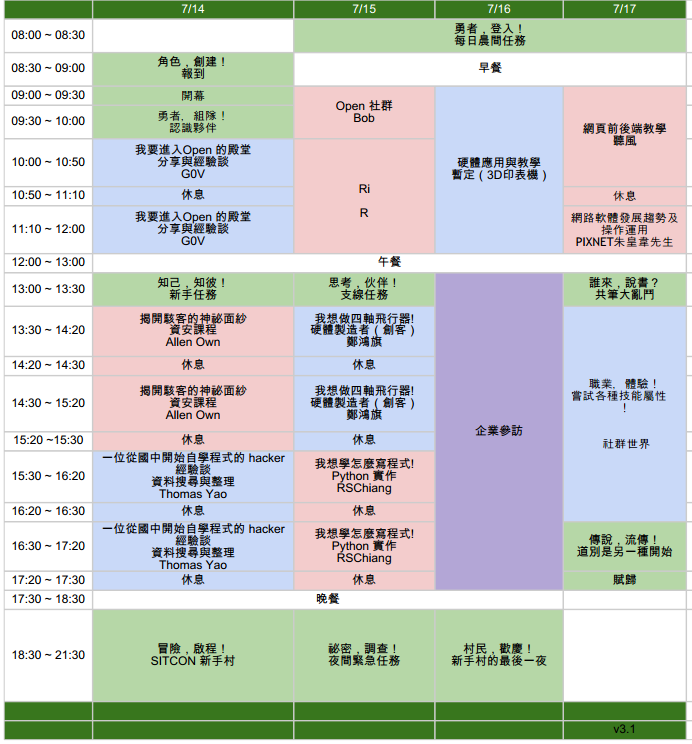 7/14 7/15 7/16 7/17
08:00 ~ 08:30
勇者，登入！
每日晨間任務
08:30 ~ 09:00
角色，創建！
報到
早餐
09:00 ~ 09:30
開幕
Open 社群
Bob
硬體應用與教學
暫定（3D印表機）
網頁前後端教學
聽風
09:30 ~ 10:00
勇者，組隊！
認識夥伴
10:00 ~ 10:50
我要進入Open 的殿堂
分享與經驗談
G0V
Ri
R
10:50 ~ 11:10
休息
休息
11:10 ~ 12:00
我要進入Open 的殿堂
分享與經驗談
G0V
網路軟體發展趨勢及
操作運用
PIXNET朱皇韋先生
12:00 ~ 13:00
午餐
13:00 ~ 13:30
知己，知彼！
新手任務
思考，伙伴！
支線任務
企業參訪
誰來，說書？
共筆大亂鬥
13:30 ~ 14:20
揭開駭客的神祕面紗
資安課程
Allen Own
我想做四軸飛行器!
硬體製造者（創客）
鄭鴻旗
職業，體驗！
嘗試各種技能屬性
！
社群世界
14:20 ~ 14:30
休息
休息
14:30 ~ 15:20
揭開駭客的神祕面紗
資安課程
Allen Own
我想做四軸飛行器!
硬體製造者（創客）
鄭鴻旗
15:20 ~15:30
休息
休息
15:30 ~ 16:20
一位從國中開始自學程式的 hacker
經驗談
資料搜尋與整理
Thomas Yao
我想學怎麼寫程式!
Python 實作
RSChiang
16:20 ~ 16:30
休息
休息
16:30 ~ 17:20
一位從國中開始自學程式的 hacker
經驗談
資料搜尋與整理
Thomas Yao
我想學怎麼寫程式!
Python 實作
RSChiang
傳說，流傳！
道別是另一種開始
17:20 ~ 17:30
休息
休息
賦歸
17:30 ~ 18:30
晚餐
18:30 ~ 21:30
冒險，啟程！
SITCON 新手村
祕密，調查！
夜間緊急任務
村民，歡慶！
新手村的最後一夜
v3.1